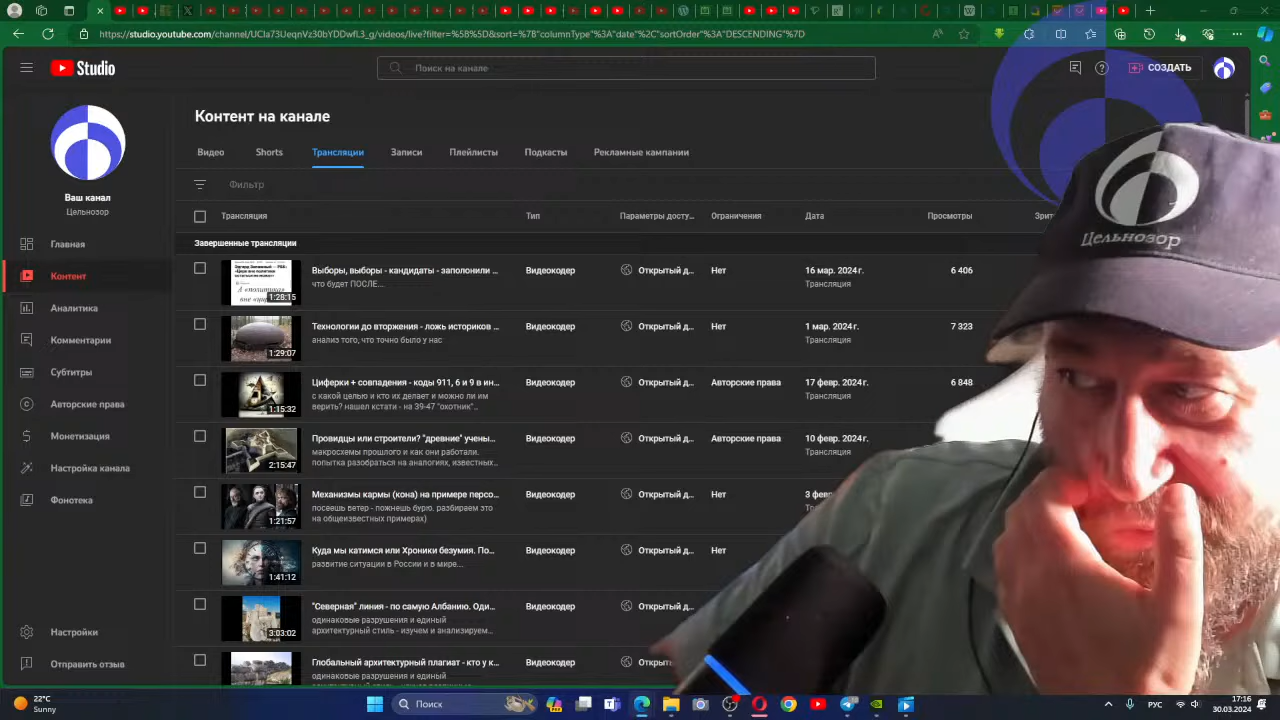 https://studio.youtube.com/channel/UCla73UeqnVz30bYDDwfL3_g/videos/live?filter=%5B%5D&sort=%7B"columnType"%3A"date"%2C"sortOrder"%3A"DESCENDING"%7D
Studio
Поиск на канале
СОЗДАТЬ
Контент на канале
Видео Shorts Трансляции Записи Плейлисты Подкасты Рекламные кампании
Фильтр
Трансляция Тип Параметры досту... Ограничения Дата Просмотры
Завершенные трансляции
Ваш канал
Цельнозор
Главная
Контент
Аналитика
Комментарии
Субтитры
Авторские права
Монетизация
Настройка канала
Фонотека
Настройки
Отправить отзыв
Выборы, выборы - кандидаты - заполонили ... Видеокодер Открытый д... Нет 16 мар. 2024 г. 6 406
что будет ПОСЛЕ... Трансляция
1:28:15
Технологии до вторжения - ложь историков ... Видеокодер Открытый д... Нет 1 мар. 2024 г. 7 323
анализ того, что точно было у нас Трансляция
1:29:07
Циферки + совпадения - коды 911, 6 и 9 в ин... Видеокодер Открытый д... Авторские права 17 февр. 2024 г. 6 848
с какой целью и кто их делает и можно ли им Трансляция
верить? нашел кстати - на 39-47 "охотник"...
1:15:32
Провидцы или строители? "древние" учены... Видеокодер Открытый д... Авторские права 10 февр. 2024 г.
макросхемы прошлого и как они работали. Трансляция
попытка разобраться на аналогиях, известных...
2:15:47
Механизмы кармы (кона) на примере персо... Видеокодер Открытый д... Нет
посеешь ветер - пожнешь бурю. разбираем это
на общеизвестных примерах)
1:21:57
Куда мы катимся или Хроники безумия. По... Видеокодер Открытый д... Нет
развитие ситуации в России и в мире...
1:41:12
"Северная" линия - по самую Албанию. Оди... Видеокодер Открытый д...
одинаковые разрушения и единый
архитектурный стиль - изучем и анализируем...
3:03:02
Глобальный архитектурный плагиат - кто у к... Видеокодер
одинаковые разрушения и единый
Цельнозор
22°C
Sunny
Поиск
РУС
17:16
30.03.2024